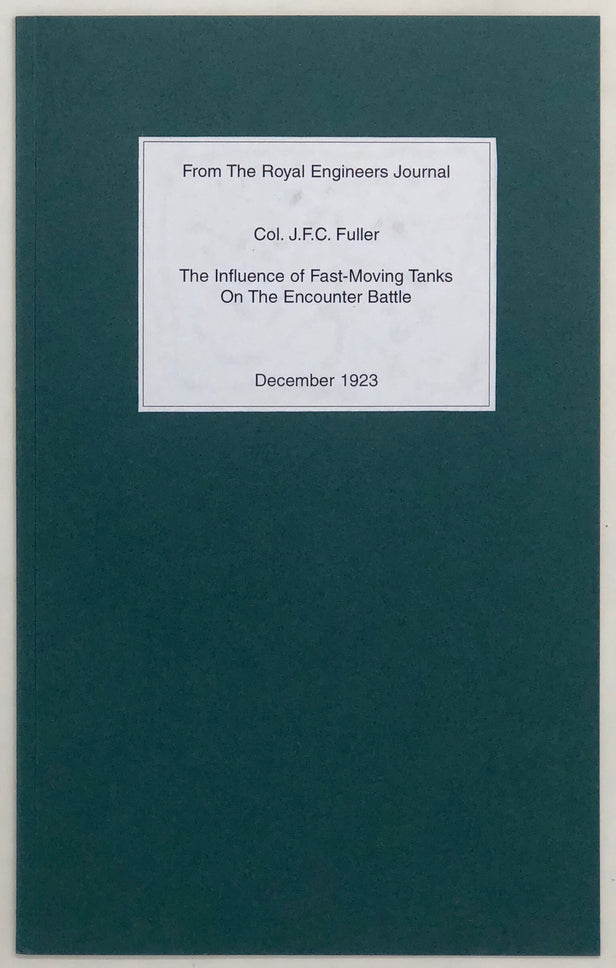 From The Royal Engineers Journal
Col. J.F.C. Fuller
The Influence of Fast-Moving Tanks
On The Encounter Battle
December 1923